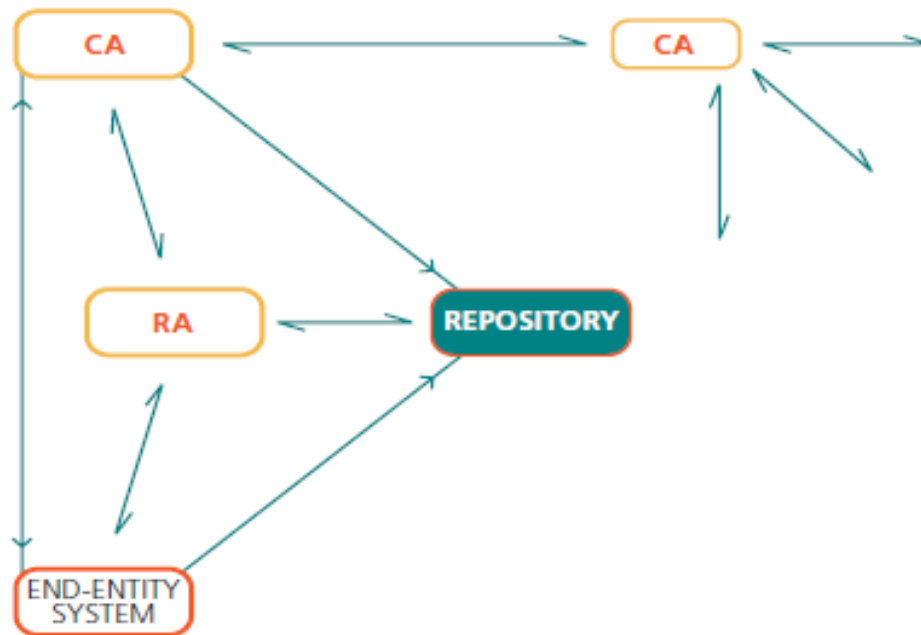 CA
CA
RA
REPOSITORY
END-ENTITY
SYSTEM